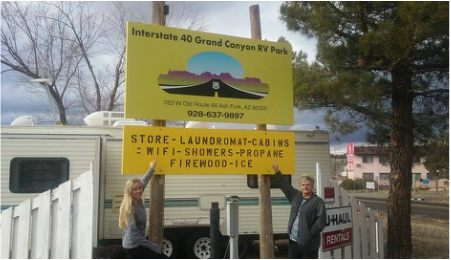 Interstate 40 Grand Canyon RV Park
783 W Old Route 66 Ash Fork, AZ 86320
928-637-9897
STORE-LAUNDROMAT-CABINS
-WIFI-SHOWERS-PROPANE
FIREWOOD-ICE
U-HAUL
RENTALS